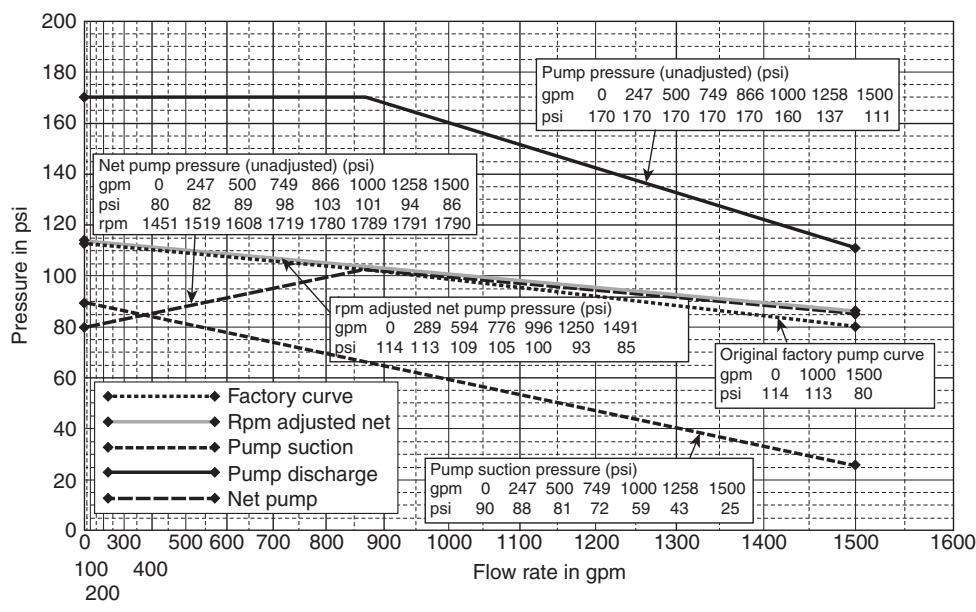 200
180
160
140
120
100
80
60
40
20
0
Pressure in psi
Pump pressure (unadjusted) (psi)
gpm 0 247 500 749 866 1000 1258 1500
psi 170 170 170 170 170 160 137 111
Net pump pressure (unadjusted) (psi)
gpm 0 247 500 749 866 1000 1258 1500
psi 80 82 89 98 103 101 94 86
rpm 1451 1519 1608 1719 1780 1789 1791 1790
rpm adjusted net pump pressure (psi)
gpm 0 289 594 776 996 1250 1491
psi 114 113 109 105 100 93 85
Original factory pump curve
gpm 0 1000 1500
psi 114 113 80
Factory curve
Rpm adjusted net
Pump suction
Pump discharge
Net pump
Pump suction pressure (psi)
gpm 0 247 500 749 1000 1258 1500
psi 90 88 81 72 59 43 25
0 300 500 600 700 800 900 1000 1100 1200 1300 1400 1500 1600
100 400
200
Flow rate in gpm